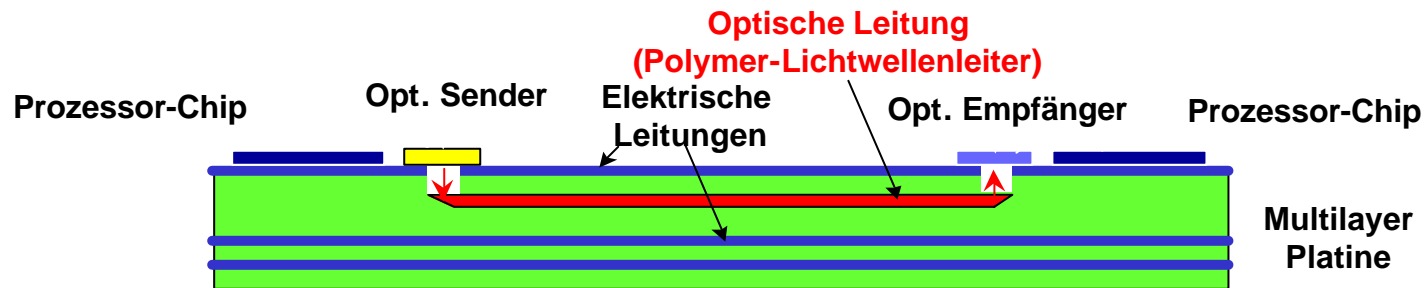 Optische Leitung
(Polymer-Lichtwellenleiter)
Prozessor-Chip
Opt. Sender
Elektrische
Leitungen
Opt. Empfänger
Prozessor-Chip
Multilayer
Platine